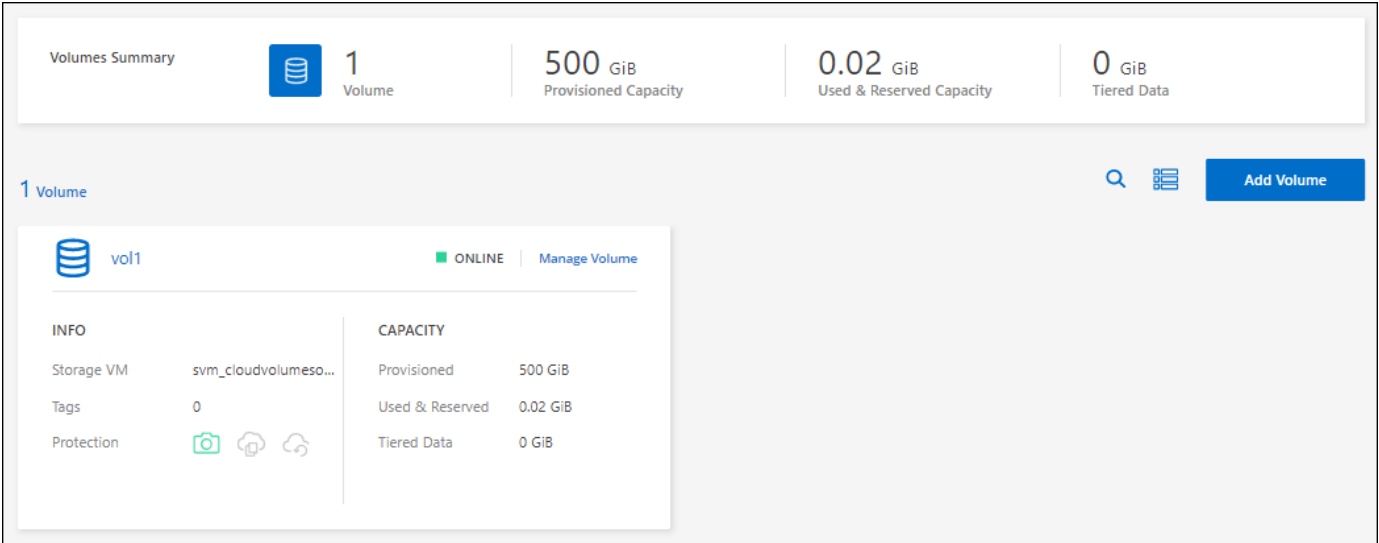 Volumes Summary
1
Volume
500 GiB
Provisioned Capacity
0.02 GiB
Used & Reserved Capacity
0 GiB
Tiered Data
1 Volume
Add Volume
vol1
ONLINE
Manage Volume
INFO
Storage VM svm_cloudvolumeso...
Tags 0
Protection
CAPACITY
Provisioned 500 GiB
Used & Reserved 0.02 GiB
Tiered Data 0 GiB